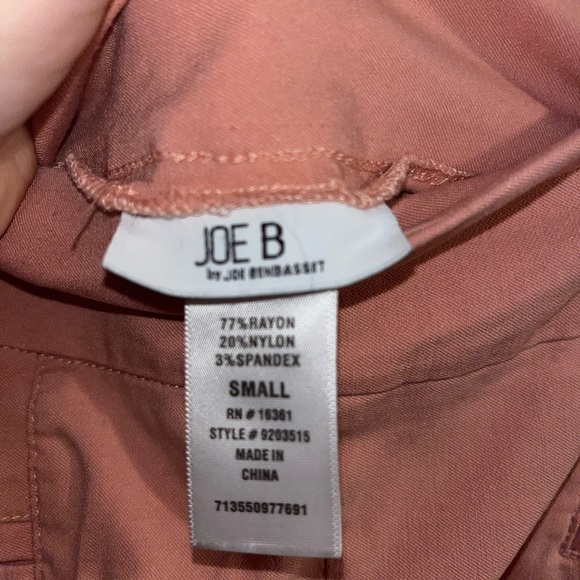 JOE B
by JOE BENBASSET
77%RAYON
20%NYLON
3%SPANDEX
SMALL
RN # 16361
STYLE # 9203515
MADE IN
CHINA
713550977691